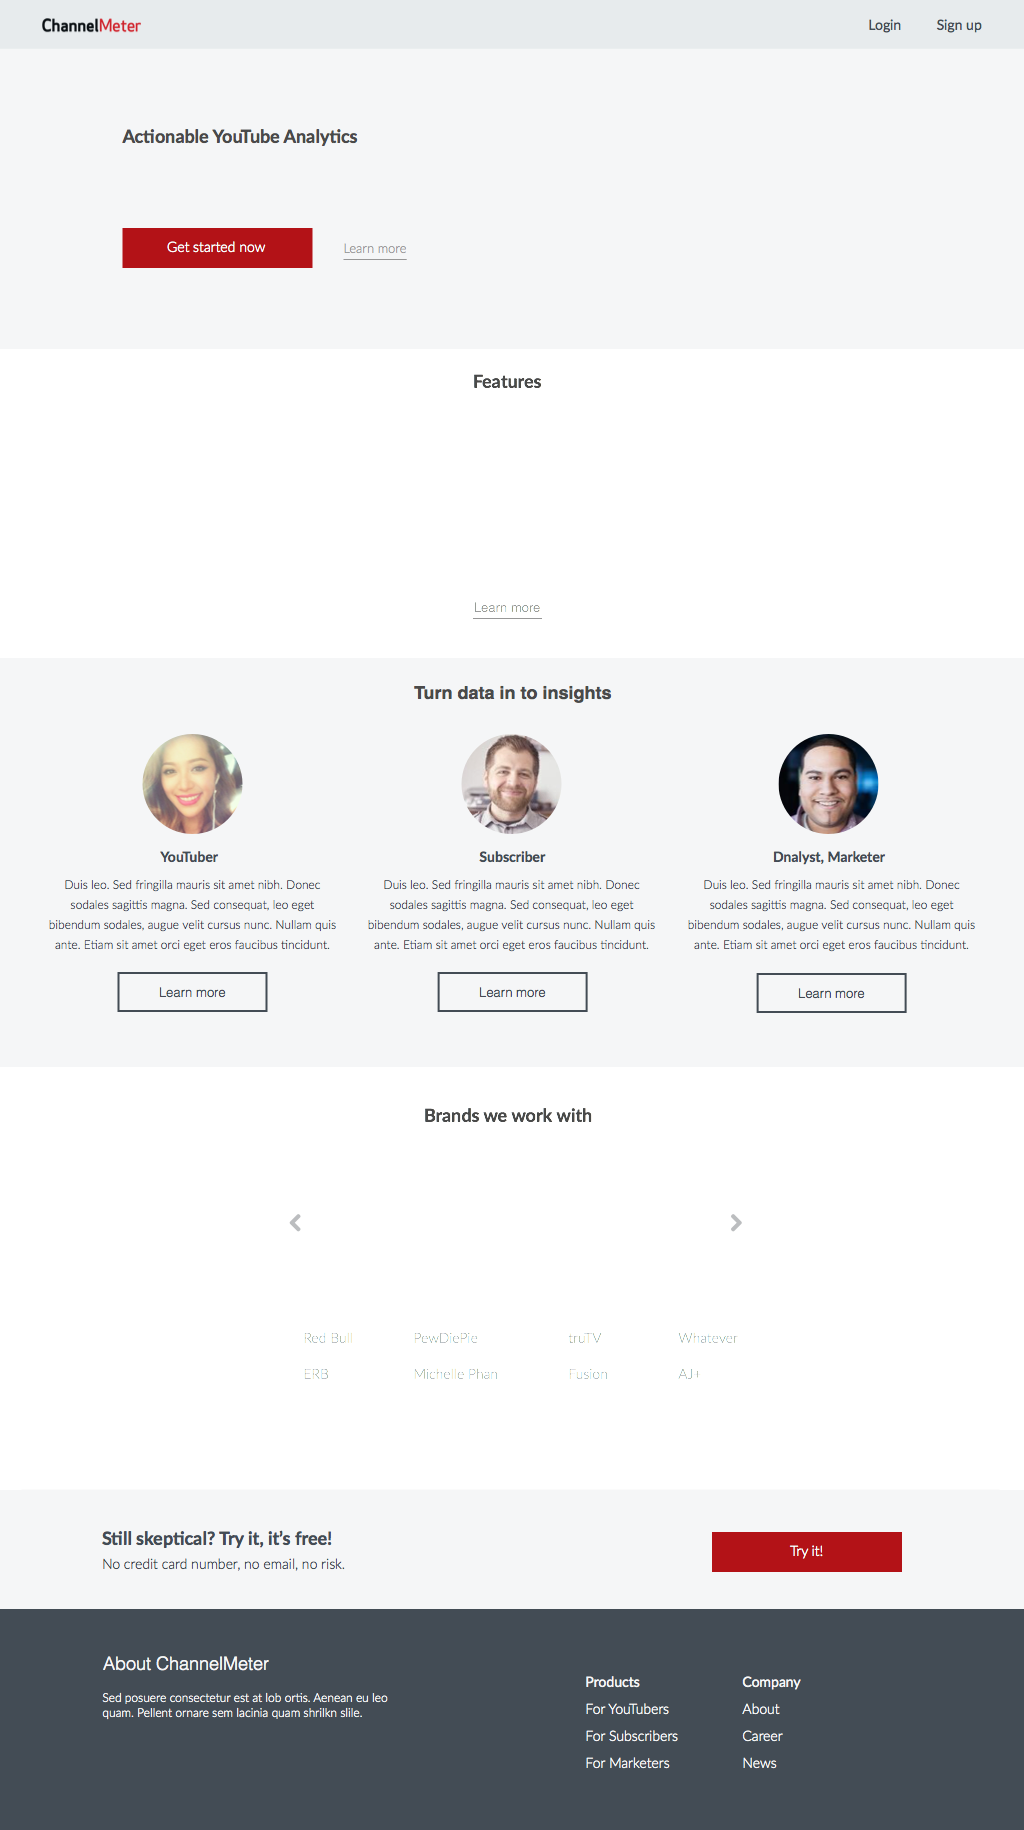 ChannelMeter
Login
Sign up
Actionable YouTube Analytics
Get started now
Learn more
Features
Learn more
Turn data in to insights
YouTuber
Duis leo. Sed fringilla mauris sit amet nibh. Donec
sodales sagittis magna. Sed consequat, leo eget
bibendum sodales, augue velit cursus nunc. Nullam quis
ante. Etiam sit amet orci eget eros faucibus tincidunt.
Learn more
Subscriber
Duis leo. Sed fringilla mauris sit amet nibh. Donec
sodales sagittis magna. Sed consequat, leo eget
bibendum sodales, augue velit cursus nunc. Nullam quis
ante. Etiam sit amet orci eget eros faucibus tincidunt.
Learn more
Dnalyst, Marketer
Duis leo. Sed fringilla mauris sit amet nibh. Donec
sodales sagittis magna. Sed consequat, leo eget
bibendum sodales, augue velit cursus nunc. Nullam quis
ante. Etiam sit amet orci eget eros faucibus tincidunt.
Learn more
Brands we work with
Red Bull
PewDiePie
truTV
Whatever
ERB
Michelle Phan
Fusion
AJ+
Still skeptical? Try it, it’s free!
No credit card number, no email, no risk.
Try it!
About ChannelMeter
Sed posuere consectetur est at lob ortis. Aenean eu leo
quam. Pellent ornare sem lacinia quam shrilkn slile.
Products
For YouTubers
For Subscribers
For Marketers
Company
About
Career
News